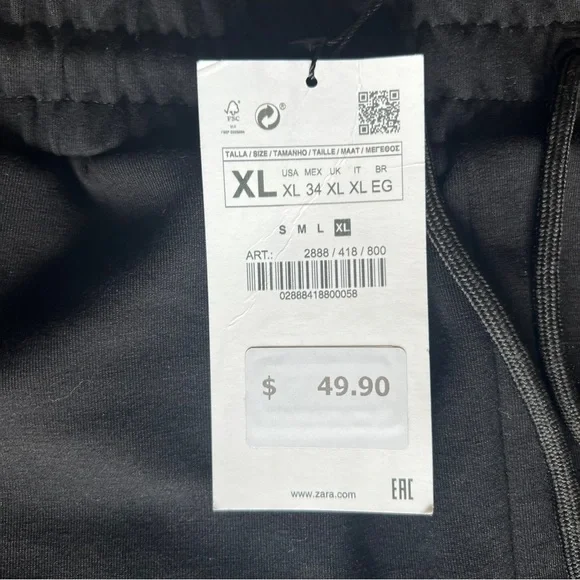 FSC
®
TALLA / SIZE / TAMANHO / TAILLE / MAAT / ΜΕΓΕΘΟΣ
XL
USA MEX UK IT BR
XL 34 XL XL EG
S M L XL
ART.: 2888 / 418 / 800
02888418800058
$ 49.90
www.zara.com
EAC